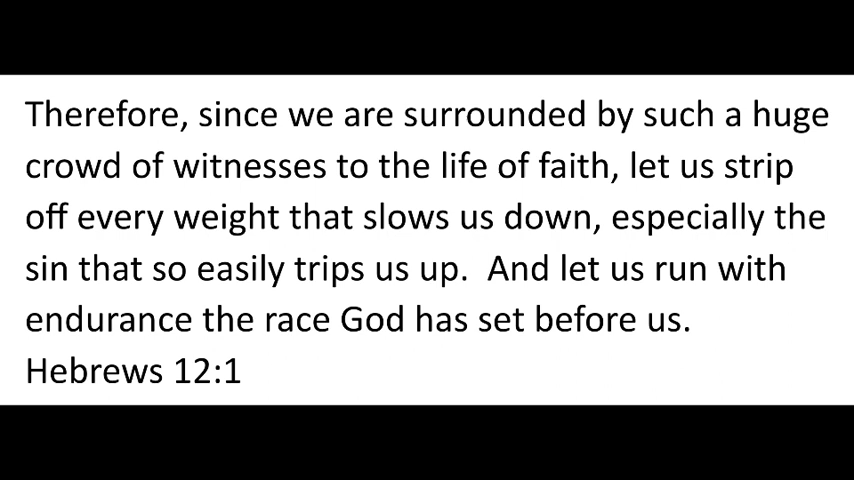 Therefore, since we are surrounded by such a huge
crowd of witnesses to the life of faith, let us strip
off every weight that slows us down, especially the
sin that so easily trips us up.  And let us run with
endurance the race God has set before us.
Hebrews 12:1